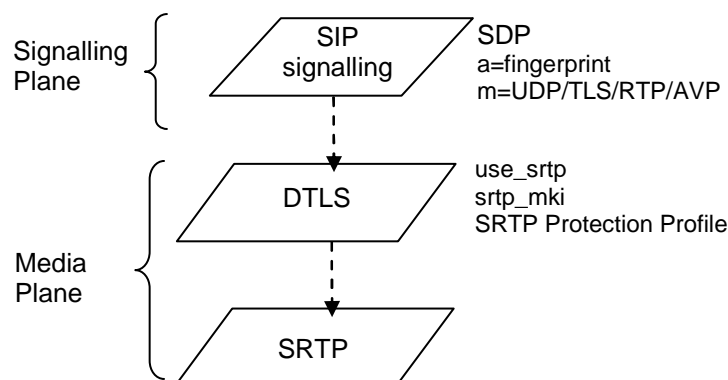 Signalling
Plane
SIP
signalling
SDP
a=fingerprint
m=UDP/TLS/RTP/AVP
DTLS
use_srtp
srtp_mki
SRTP Protection Profile
Media
Plane
SRTP